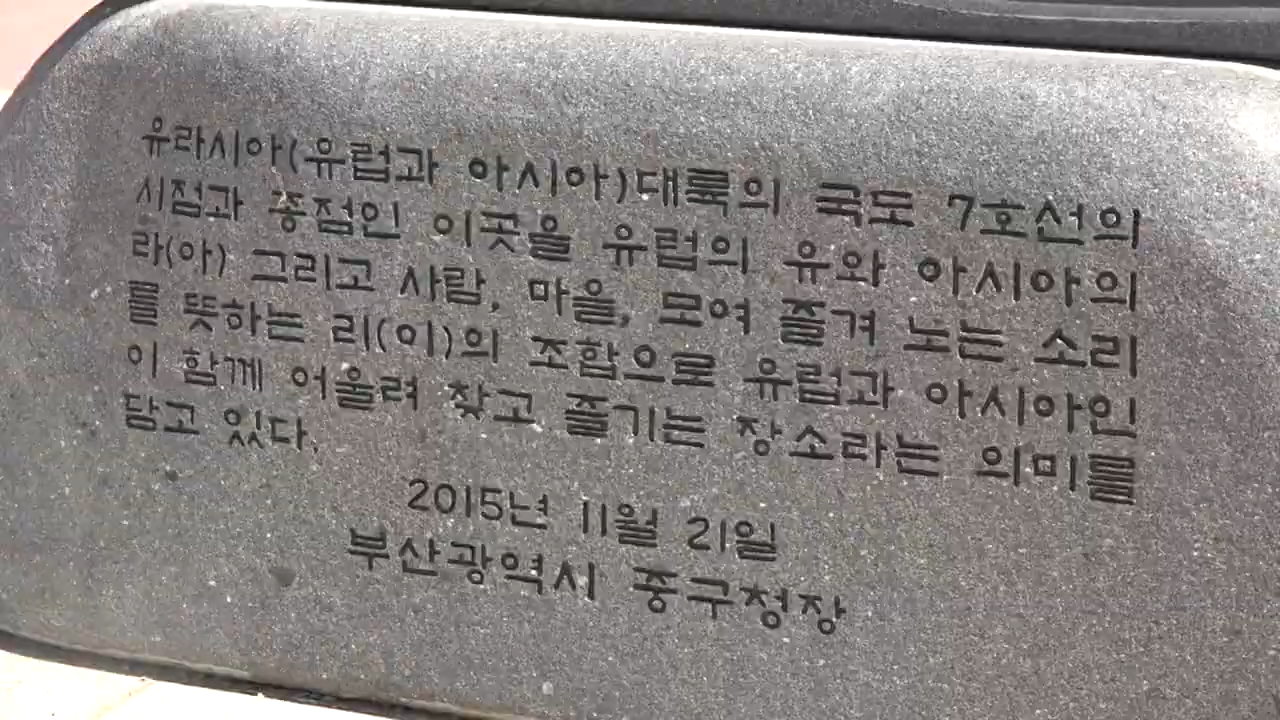 유라시아(유럽과 아시아)대륙의 국도 7호선의
시점과 종점인 이곳을 유럽의 유와 아시아의
라(아) 그리고 사람, 마을, 모여 즐겨 노는 소리
를 뜻하는 리(이)의 조합으로 유럽과 아시아인
이 함께 어울려 찾고 즐기는 장소라는 의미를
담고 있다.
2015년 11월 21일
부산광역시 중구청장